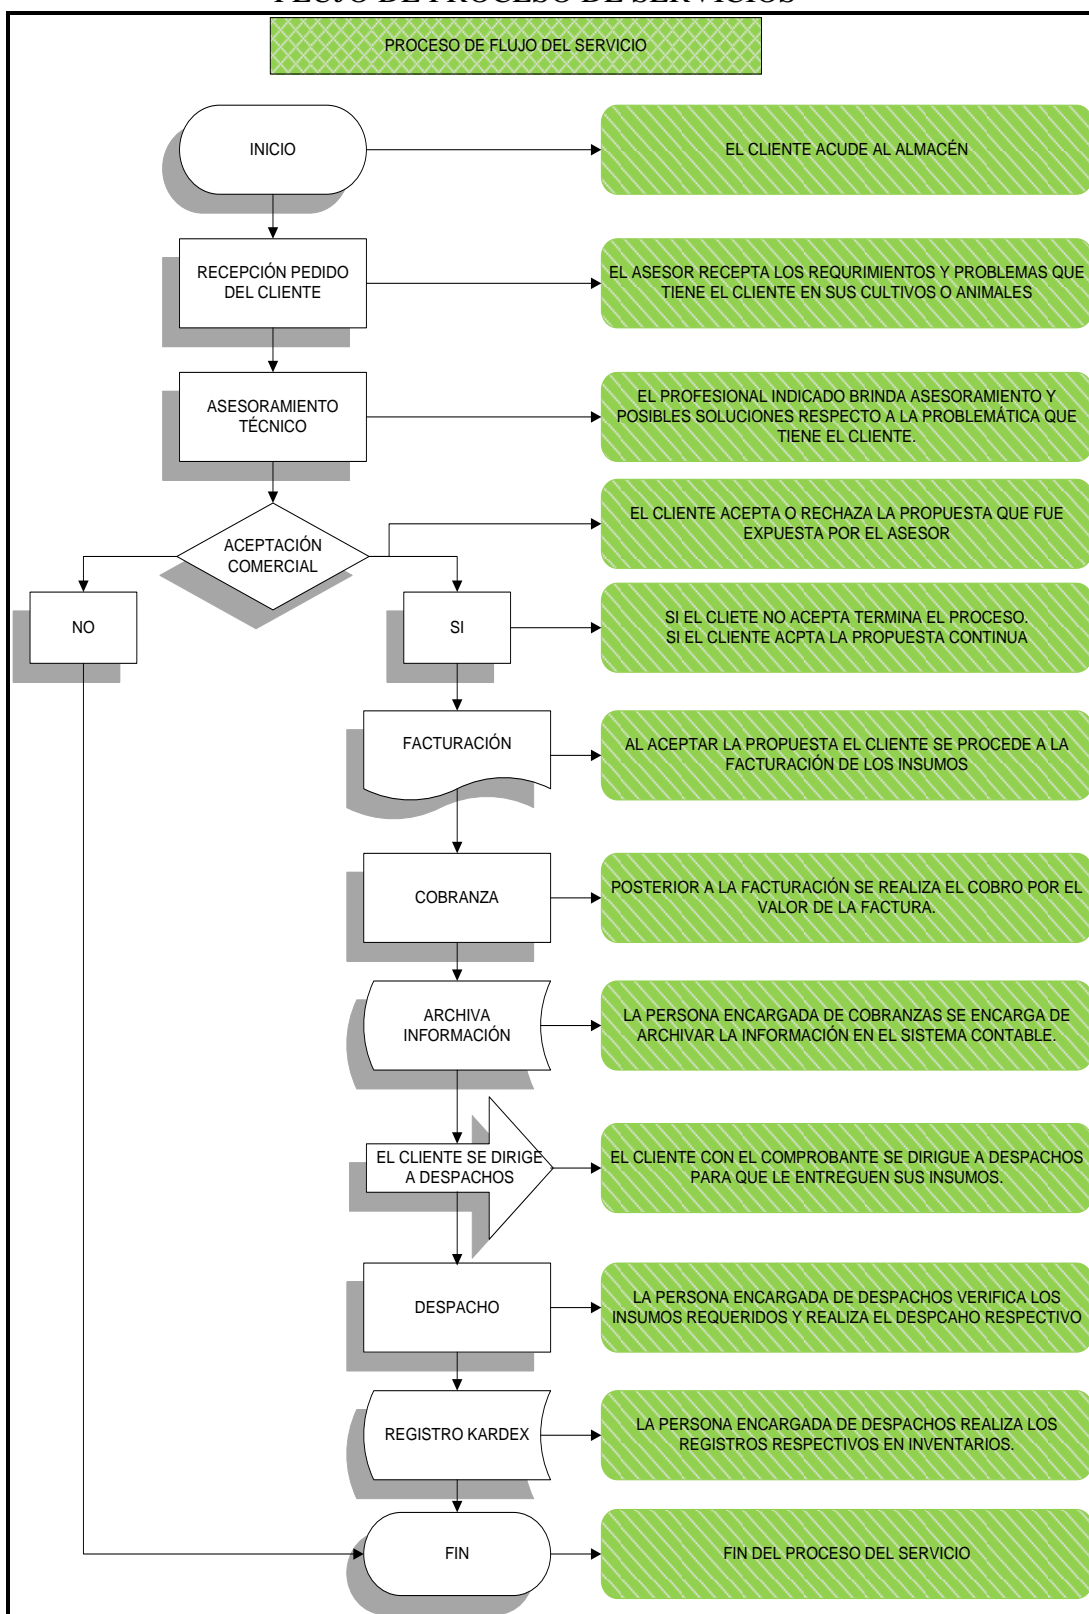 FLUJO DE PROCESO DE SERVICIOS
PROCESO DE FLUJO DEL SERVICIO
INICIO
EL CLIENTE ACUDE AL ALMACÉN
RECEPCIÓN PEDIDO
DEL CLIENTE
EL ASESOR RECEPTA LOS REQURIMIENTOS Y PROBLEMAS QUE
TIENE EL CLIENTE EN SUS CULTIVOS O ANIMALES
ASESORAMIENTO
TÉCNICO
EL PROFESIONAL INDICADO BRINDA ASESORAMIENTO Y
POSIBLES SOLUCIONES RESPECTO A LA PROBLEMÁTICA QUE
TIENE EL CLIENTE.
ACEPTACIÓN
COMERCIAL
EL CLIENTE ACEPTA O RECHAZA LA PROPUESTA QUE FUE
EXPUESTA POR EL ASESOR
NO
SI
SI EL CLIETE NO ACEPTA TERMINA EL PROCESO.
SI EL CLIENTE ACPTA LA PROPUESTA CONTINUA
FACTURACIÓN
AL ACEPTAR LA PROPUESTA EL CLIENTE SE PROCEDE A LA
FACTURACIÓN DE LOS INSUMOS
COBRANZA
POSTERIOR A LA FACTURACIÓN SE REALIZA EL COBRO POR EL
VALOR DE LA FACTURA.
ARCHIVA
INFORMACIÓN
LA PERSONA ENCARGADA DE COBRANZAS SE ENCARGA DE
ARCHIVAR LA INFORMACIÓN EN EL SISTEMA CONTABLE.
EL CLIENTE SE DIRIGE
A DESPACHOS
EL CLIENTE CON EL COMPROBANTE SE DIRIGUE A DESPACHOS
PARA QUE LE ENTREGUEN SUS INSUMOS.
DESPACHO
LA PERSONA ENCARGADA DE DESPACHOS VERIFICA LOS
INSUMOS REQUERIDOS Y REALIZA EL DESPCAHO RESPECTIVO
REGISTRO KARDEX
LA PERSONA ENCARGADA DE DESPACHOS REALIZA LOS
REGISTROS RESPECTIVOS EN INVENTARIOS.
FIN
FIN DEL PROCESO DEL SERVICIO